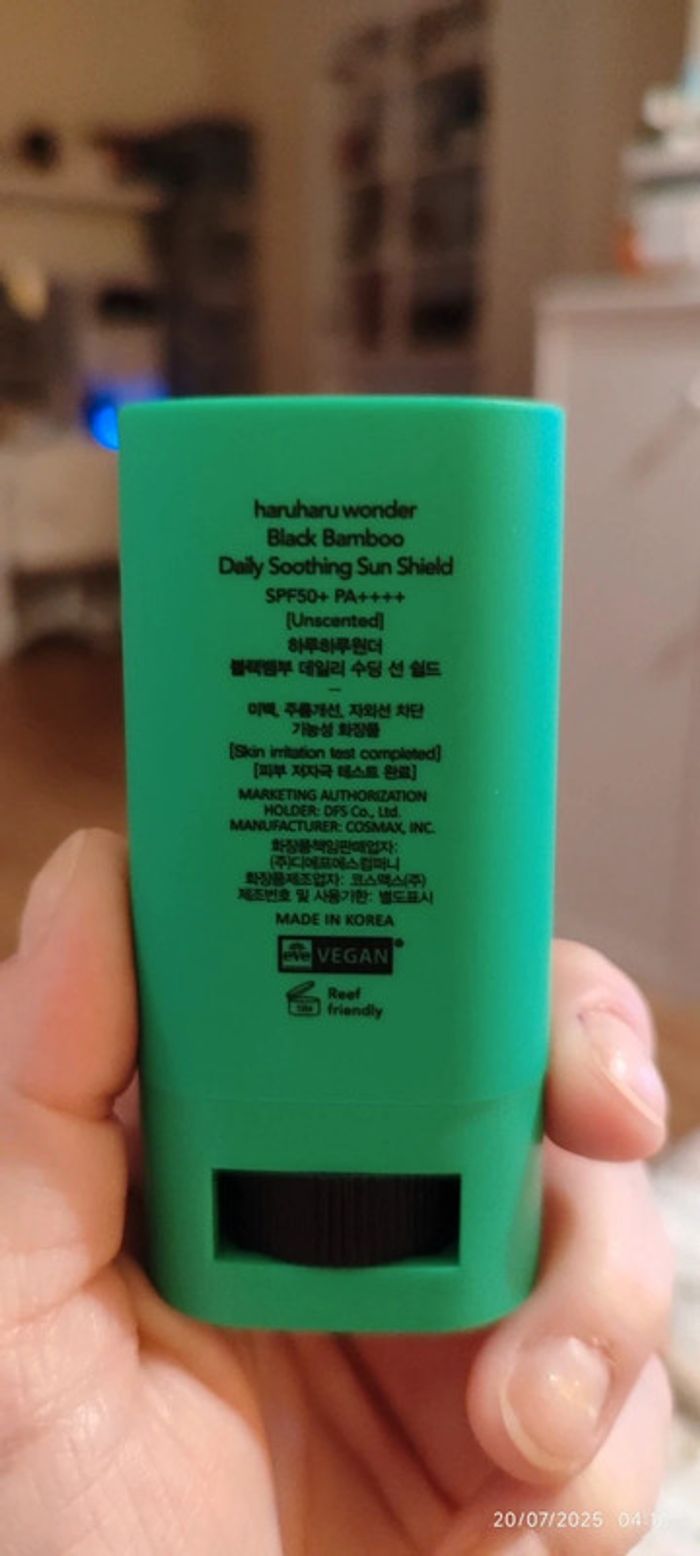 haruharu wonder
Black Bamboo
Daily Soothing Sun Shield
SPF50+ PA++++
[Unscented]
하루하루원더
블랙뱀부 데일리 수딩 선 쉴드
–
미백, 주름개선, 자외선 차단
기능성 화장품
[Skin irritation test completed]
[피부 저자극 테스트 완료]
MARKETING AUTHORIZATION
HOLDER: DFS Co., Ltd.
MANUFACTURER: COSMAX, INC.
화장품책임판매업자:
(주)디에프에스컴퍼니
화장품제조업자: 코스맥스(주)
제조번호 및 사용기한: 별도표시
MADE IN KOREA
eve VEGAN
Reef
friendly
20/07/2025